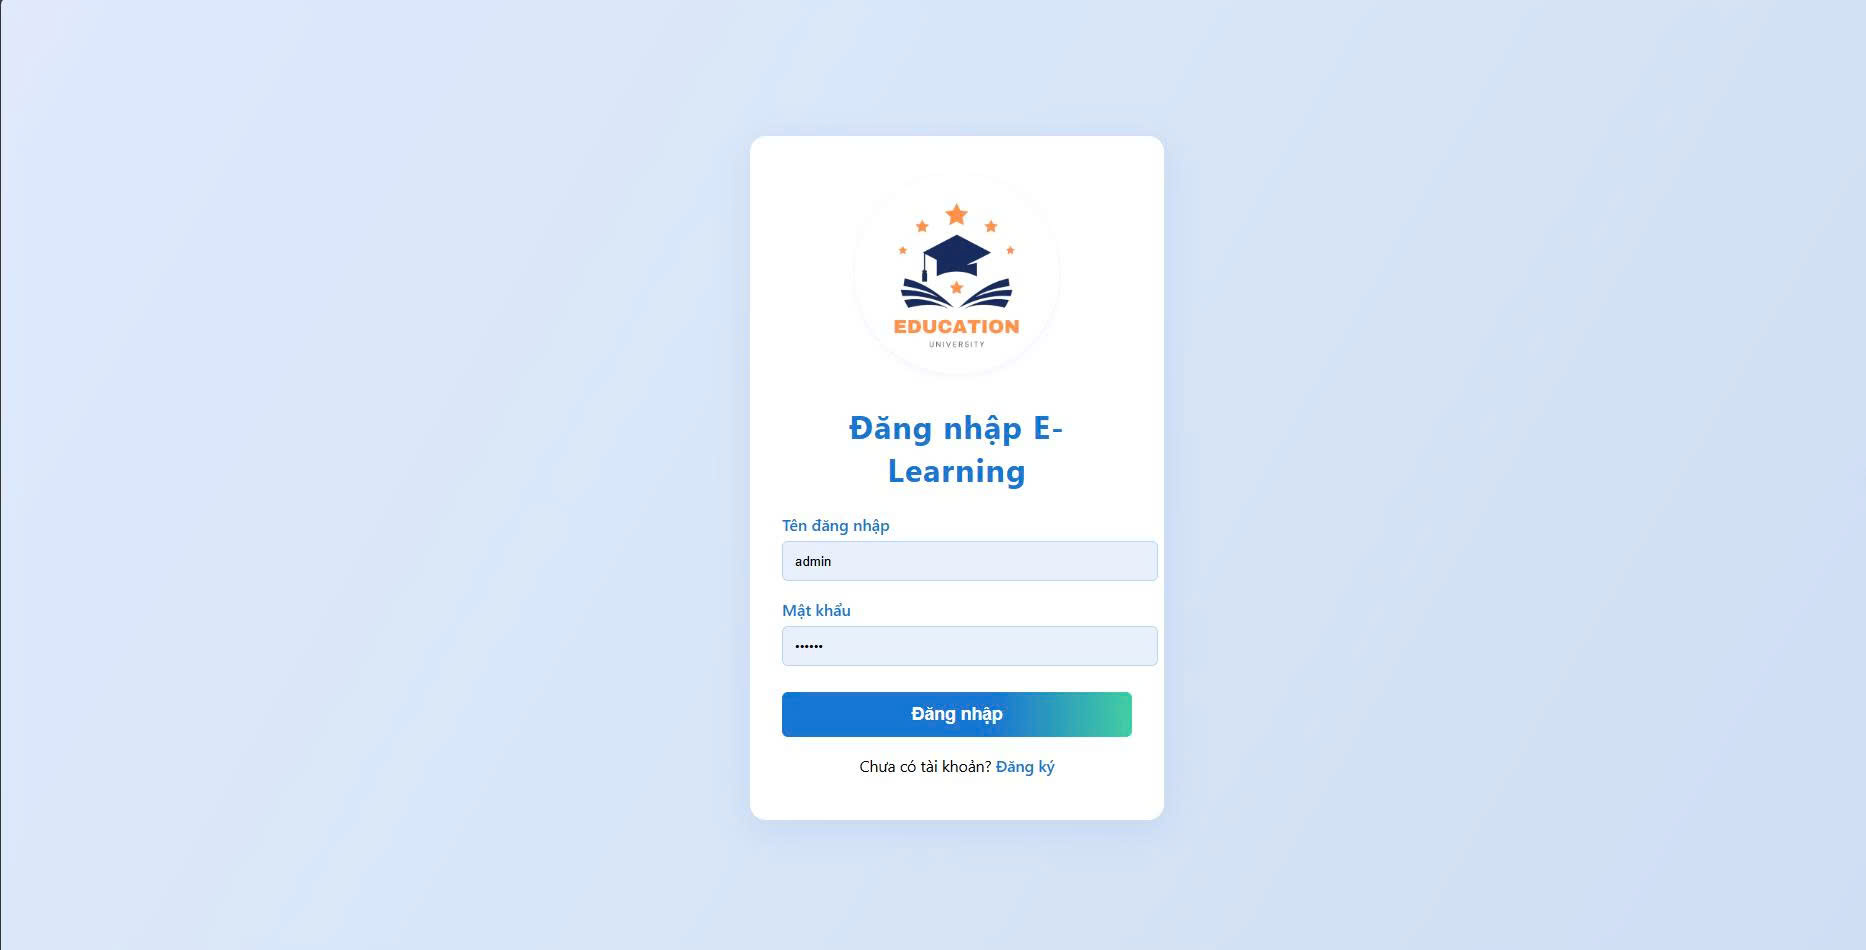 EDUCATION
UNIVERSITY
Đăng nhập E-
Learning
Tên đăng nhập
admin
Mật khẩu
••••••
Đăng nhập
Chưa có tài khoản? Đăng ký